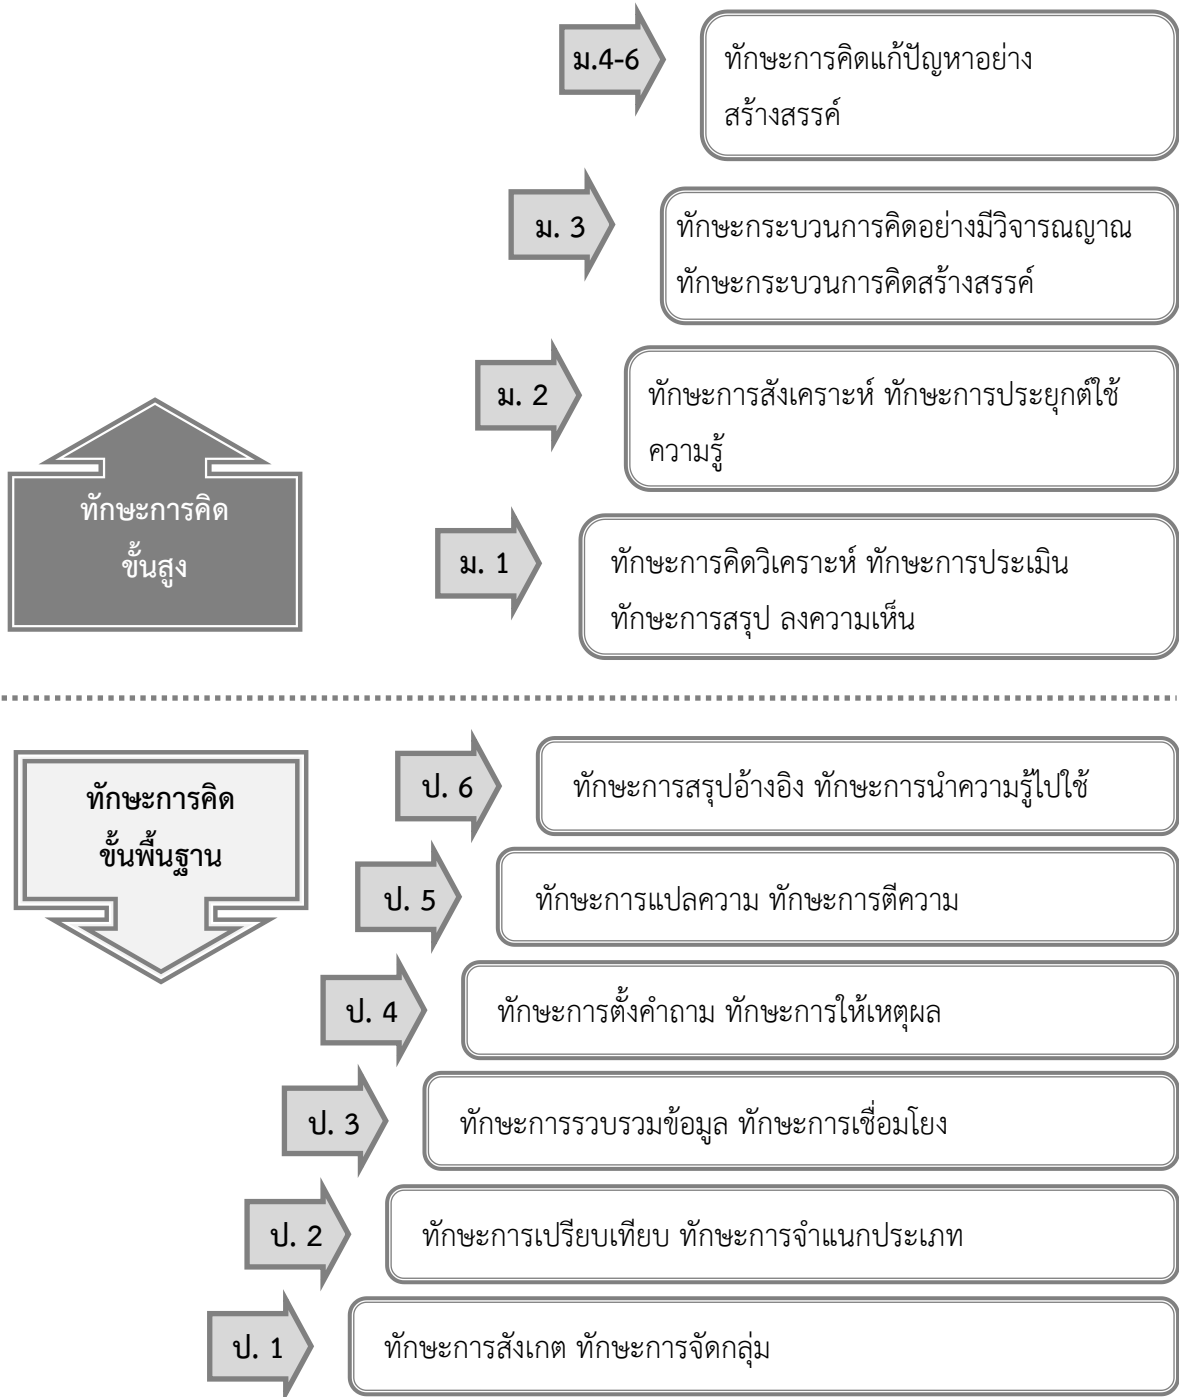 ม.4-6
ทักษะการคิดแก้ปัญหาอย่าง
สร้างสรรค์
ม. 3
ทักษะกระบวนการคิดอย่างมีวิจารณญาณ
ทักษะกระบวนการคิดสร้างสรรค์
ม. 2
ทักษะการสังเคราะห์ ทักษะการประยุกต์ใช้
ความรู้
ทักษะการคิด
ขั้นสูง
ม. 1
ทักษะการคิดวิเคราะห์ ทักษะการประเมิน
ทักษะการสรุป ลงความเห็น
ทักษะการคิด
ขั้นพื้นฐาน
ป. 6
ทักษะการสรุปอ้างอิง ทักษะการนำความรู้ไปใช้
ป. 5
ทักษะการแปลความ ทักษะการตีความ
ป. 4
ทักษะการตั้งคำถาม ทักษะการให้เหตุผล
ป. 3
ทักษะการรวบรวมข้อมูล ทักษะการเชื่อมโยง
ป. 2
ทักษะการเปรียบเทียบ ทักษะการจำแนกประเภท
ป. 1
ทักษะการสังเกต ทักษะการจัดกลุ่ม